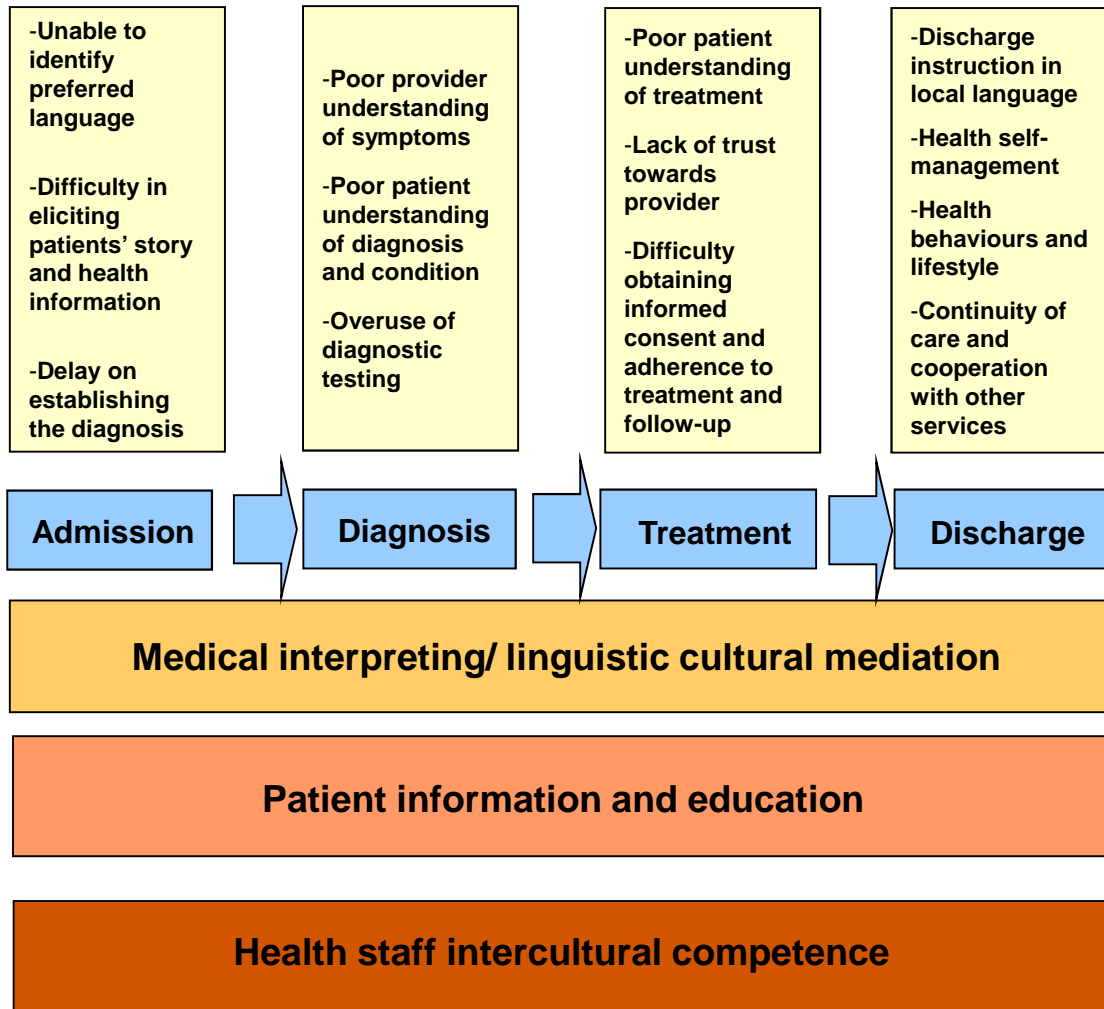 -Unable to
identify
preferred
language
-Difficulty in
eliciting
patients’ story
and health
information
-Delay on
establishing
the diagnosis
-Poor provider
understanding
of symptoms
-Poor patient
understanding
of diagnosis
and condition
-Overuse of
diagnostic
testing
-Poor patient
understanding
of treatment
-Lack of trust
towards
provider
-Difficulty
obtaining
informed
consent and
adherence to
treatment and
follow-up
-Discharge
instruction in
local language
-Health self-
management
-Health
behaviours and
lifestyle
-Continuity of
care and
cooperation
with other
services
Admission
Diagnosis
Treatment
Discharge
Medical interpreting/ linguistic cultural mediation
Patient information and education
Health staff intercultural competence